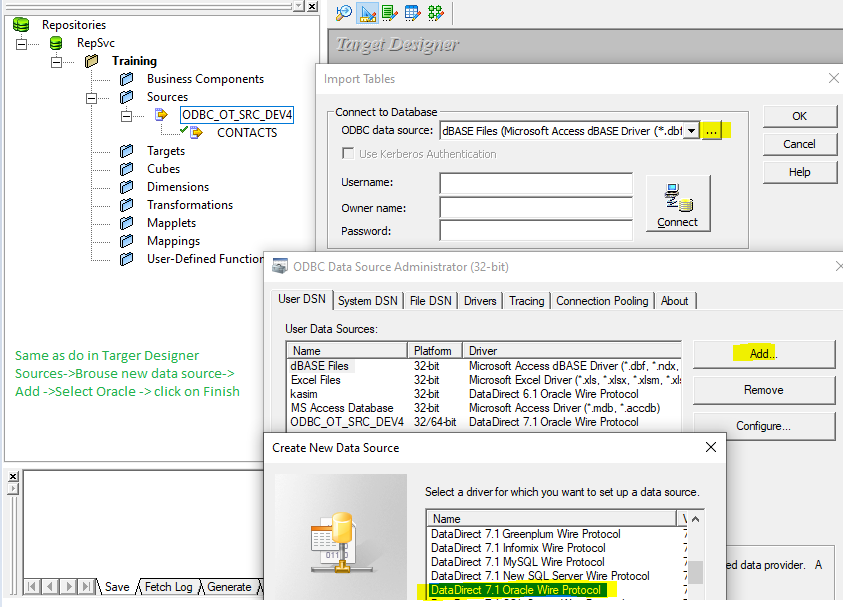 Repositories
RepSvc
Training
Business Components
Sources
ODBC_OT_SRC_DEV4
CONTACTS
Targets
Cubes
Dimensions
Transformations
Mapplets
Mappings
User-Defined Function
Same as do in Targer Designer
Sources->Brouse new data source->
Add ->Select Oracle -> click on Finish
Save Fetch Log Generate
Target Designer
Import Tables
Connect to Database
ODBC data source: dBASE Files (Microsoft Access dBASE Driver (*.dbf ...
Use Kerberos Authentication
Username:
Owner name:
Password:
Connect
OK
Cancel
Help
ODBC Data Source Administrator (32-bit)
User DSN System DSN File DSN Drivers Tracing Connection Pooling About
User Data Sources:
Name Platform Driver
dBASE Files 32-bit Microsoft Access dBASE Driver (*.dbf, *.ndx,
Excel Files 32-bit Microsoft Excel Driver (*.xls, *.xlsx, *.xlsm, *.xl
kasim 32-bit DataDirect 6.1 Oracle Wire Protocol
MS Access Database 32-bit Microsoft Access Driver (*.mdb, *.accdb)
ODBC_OT_SRC_DEV4 32/64-bit DataDirect 7.1 Oracle Wire Protocol
Add...
Remove
Configure...
Create New Data Source
Select a driver for which you want to set up a data source.
Name V
DataDirect 7.1 Greenplum Wire Protocol 7
DataDirect 7.1 Informix Wire Protocol 7
DataDirect 7.1 MySQL Wire Protocol 7
DataDirect 7.1 New SQL Server Wire Protocol 7
DataDirect 7.1 Oracle Wire Protocol 7
ed data provider. A